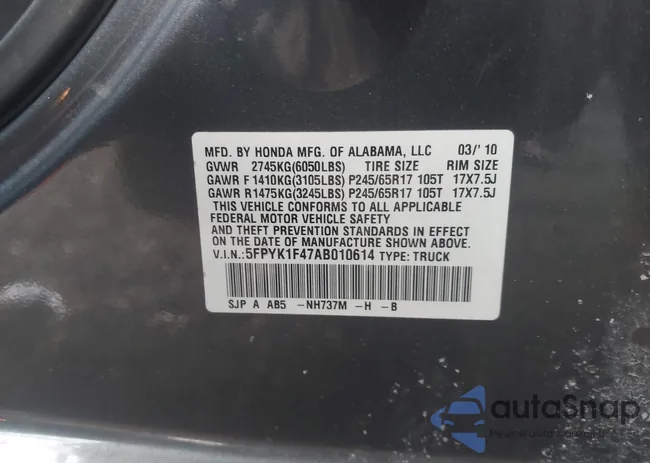 MFD. BY HONDA MFG. OF ALABAMA, LLC 03/'10
GVWR 2745KG(6050LBS) TIRE SIZE RIM SIZE
GAWR F 1410KG(3105LBS) P245/65R17 105T 17X7.5J
GAWR R1475KG(3245LBS) P245/65R17 105T 17X7.5J
THIS VEHICLE CONFORMS TO ALL APPLICABLE
FEDERAL MOTOR VEHICLE SAFETY
AND THEFT PREVENTION STANDARDS IN EFFECT
ON THE DATE OF MANUFACTURE SHOWN ABOVE.
V.I.N.:5FPYK1F47AB010614 TYPE: TRUCK
SJP A AB5 -NH737M -H -B
autoSnap